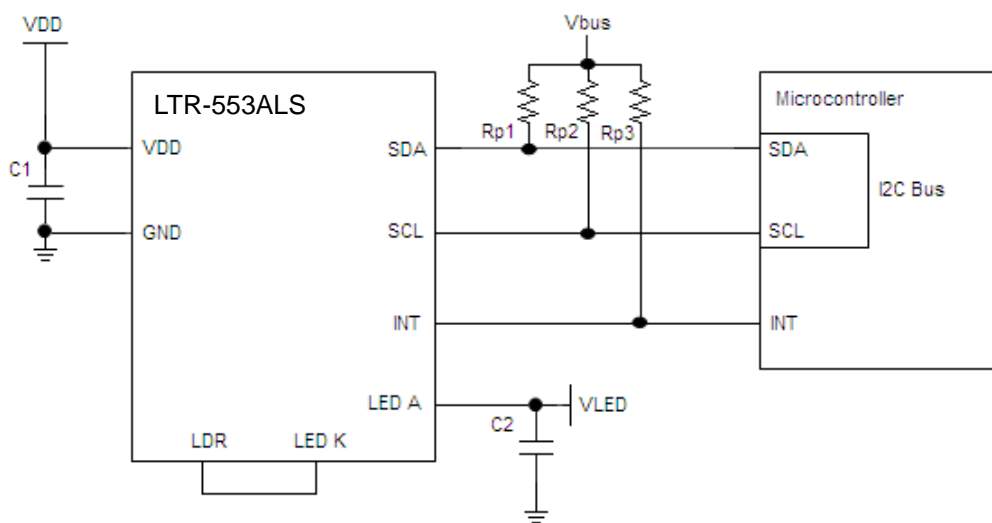 VDD
Vbus
LTR-553ALS
Microcontroller
Rp1
Rp2
Rp3
VDD
SDA
SDA
C1
I2C Bus
GND
SCL
SCL
INT
INT
LED A
VLED
C2
LDR
LED K